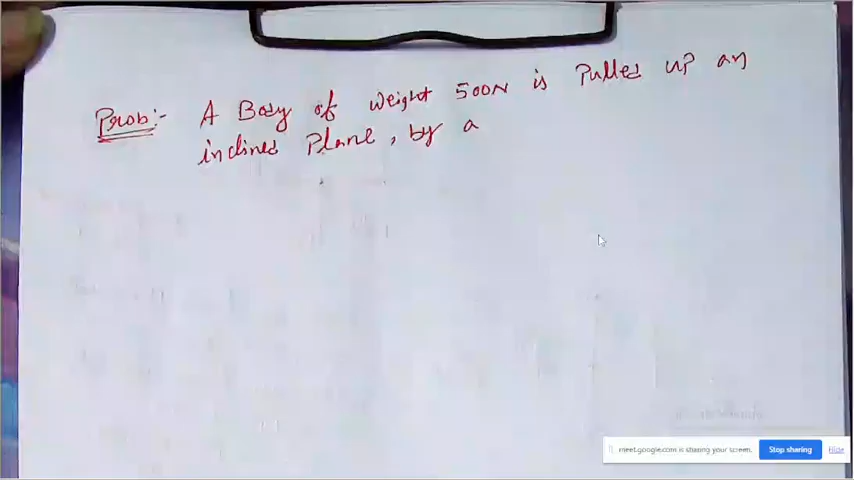 Prob:- A Body of weight 500N is Pulled up an
inclined Plane, by a
meet.google.com is sharing your screen.
Stop sharing
Hide